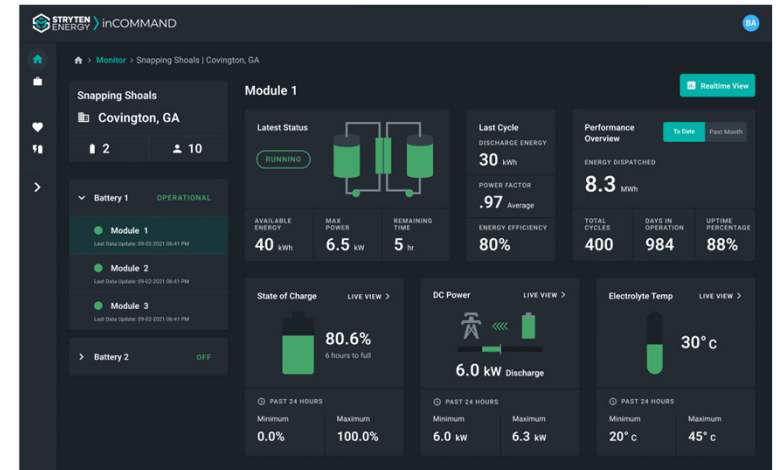 STRYTEN
ENERGY
inCOMMAND
BA
Monitor > Snapping Shoals | Covington, GA
Snapping Shoals
Covington, GA
2
10
Battery 1 OPERATIONAL
Module 1
Last Data Update: 09-02-2021 06:41 PM
Module 2
Last Data Update: 09-02-2021 06:41 PM
Module 3
Last Data Update: 09-02-2021 06:41 PM
Battery 2 OFF
Module 1
Realtime View
Latest Status
RUNNING
AVAILABLE
ENERGY
40 kWh
MAX
POWER
6.5 kW
REMAINING
TIME
5 hr
Last Cycle
DISCHARGE ENERGY
30 kWh
POWER FACTOR
.97 Average
ENERGY EFFICIENCY
80%
Performance
Overview
To Date
Past Month
ENERGY DISPATCHED
8.3 MWh
TOTAL
CYCLES
400
DAYS IN
OPERATION
984
UPTIME
PERCENTAGE
88%
State of Charge LIVE VIEW >
80.6%
6 hours to full
PAST 24 HOURS
Minimum
0.0%
Maximum
100.0%
DC Power LIVE VIEW >
6.0 kW Discharge
PAST 24 HOURS
Minimum
6.0 kW
Maximum
6.3 kW
Electrolyte Temp LIVE VIEW >
30° C
PAST 24 HOURS
Minimum
20° C
Maximum
45° C